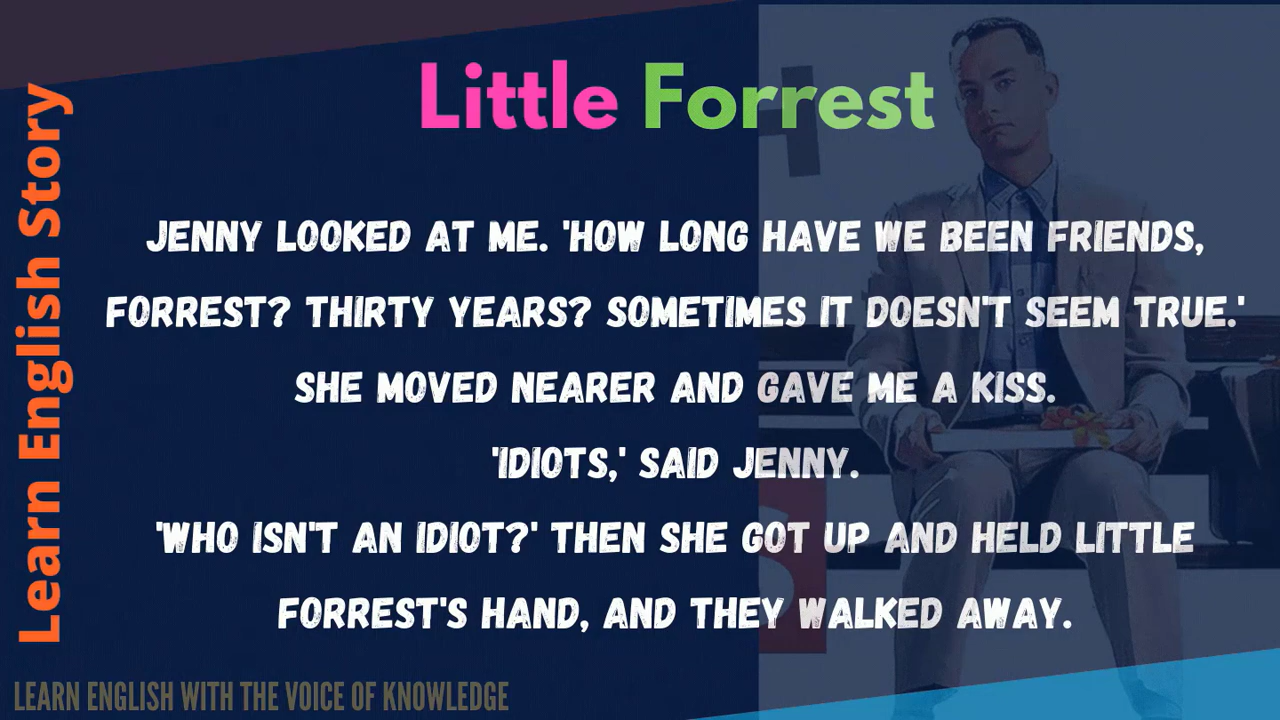 Little Forrest
Learn English Story
JENNY LOOKED AT ME. 'HOW LONG HAVE WE BEEN FRIENDS,
FORREST? THIRTY YEARS? SOMETIMES IT DOESN'T SEEM TRUE.'
SHE MOVED NEARER AND GAVE ME A KISS.
'IDIOTS,' SAID JENNY.
'WHO ISN'T AN IDIOT?' THEN SHE GOT UP AND HELD LITTLE
FORREST'S HAND, AND THEY WALKED AWAY.
LEARN ENGLISH WITH THE VOICE OF KNOWLEDGE